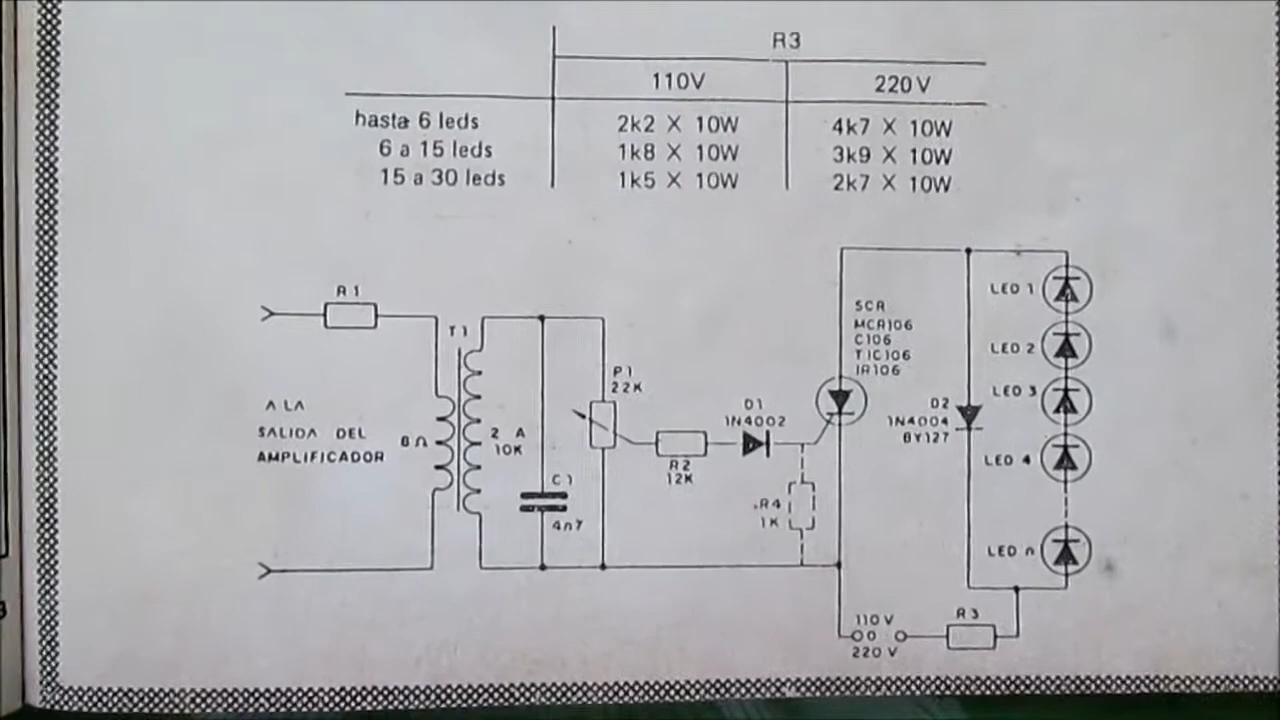 R3
110V 220V
hasta 6 leds 2k2 X 10W 4k7 X 10W
6 a 15 leds 1k8 X 10W 3k9 X 10W
15 a 30 leds 1k5 X 10W 2k7 X 10W
R1
T1
A LA
SALIDA DEL
AMPLIFICADOR
8Ω
2 A
10K
C1
4n7
P1
22K
R2
12K
D1
1N4002
R4
1K
SCR
MCR106
C106
TIC106
IR106
D2
1N4004
BY127
LED 1
LED 2
LED 3
LED 4
LED n
110V
220V
R3